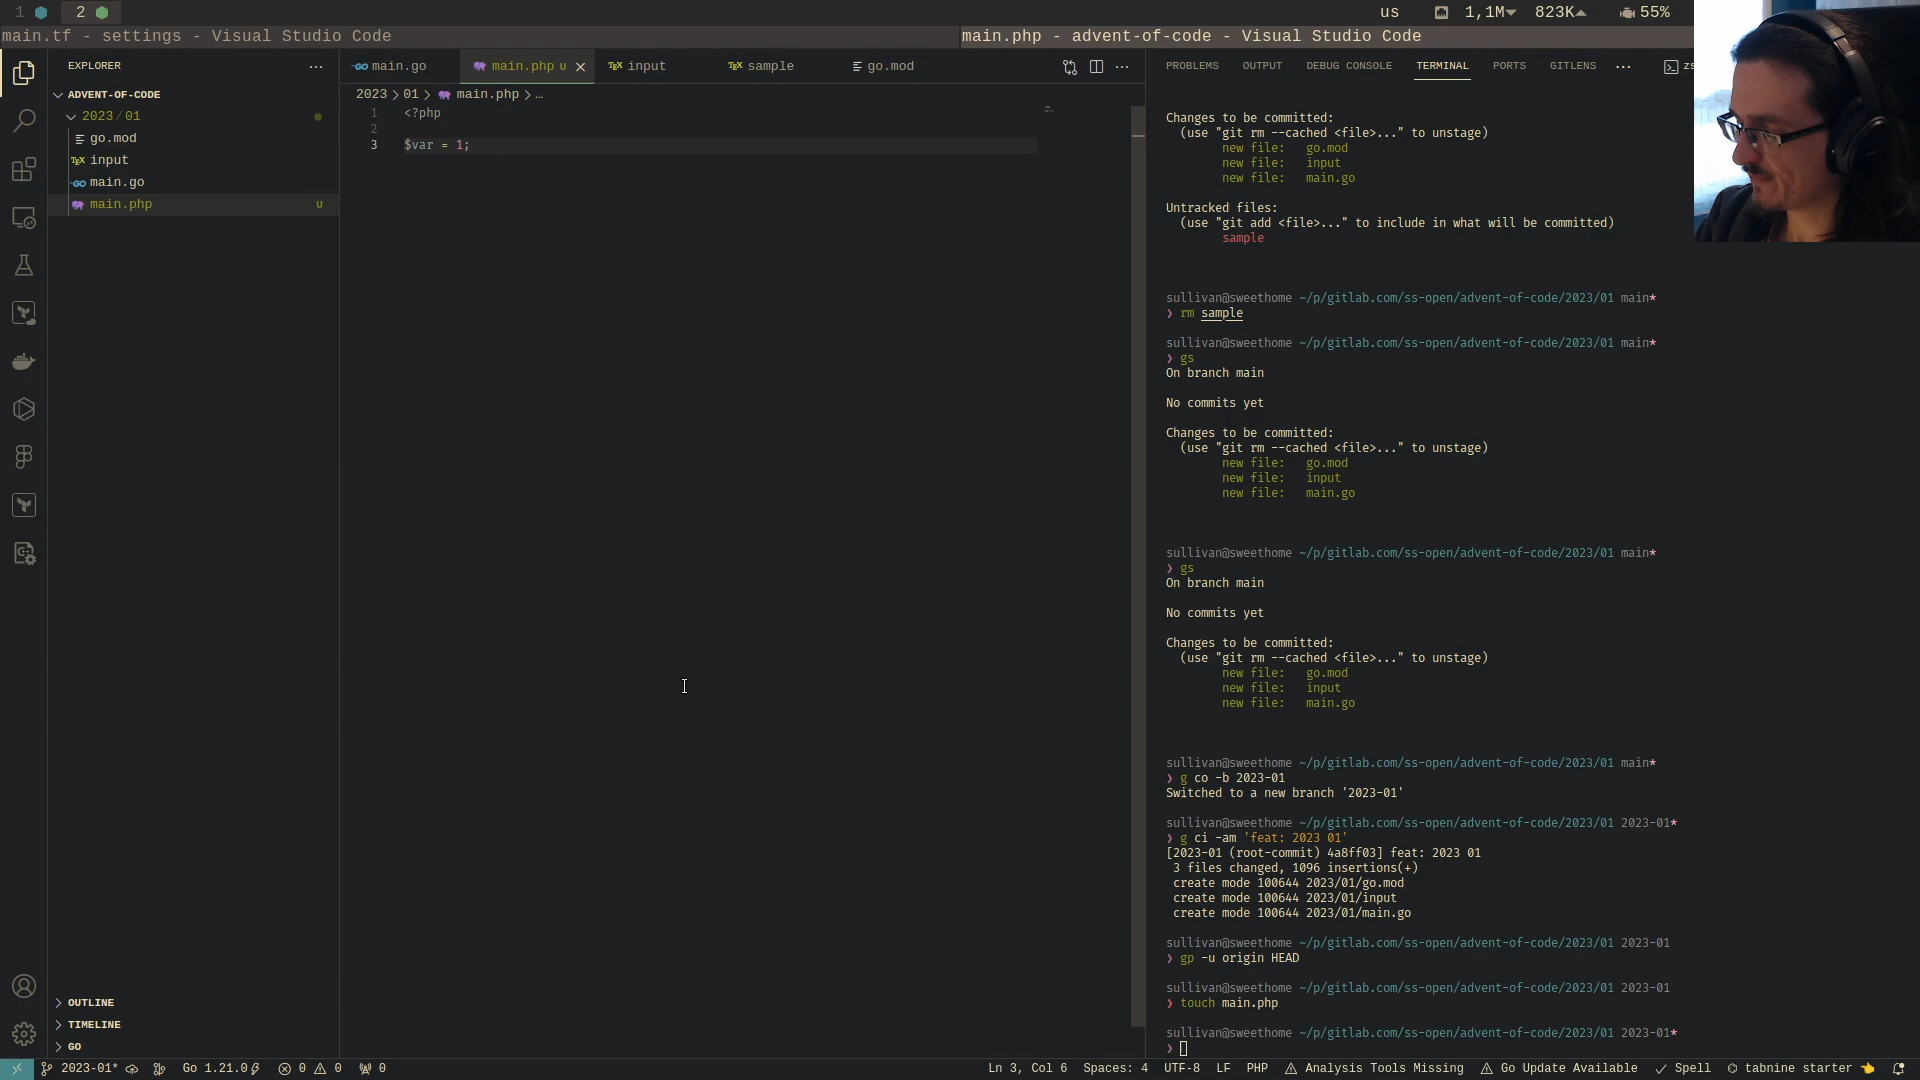 1 2 us 1,1M 823K 55%
main.tf - settings - Visual Studio Code
main.php - advent-of-code - Visual Studio Code
EXPLORER ...
ADVENT-OF-CODE
2023 / 01
go.mod
input
main.go
main.php U
OUTLINE
TIMELINE
GO
main.go main.php U input sample go.mod ...
2023 > 01 > main.php > ...
1 <?php
2
3 $var = 1;
PROBLEMS OUTPUT DEBUG CONSOLE TERMINAL PORTS GITLENS ...
Changes to be committed:
(use "git rm --cached <file>..." to unstage)
new file: go.mod
new file: input
new file: main.go
Untracked files:
(use "git add <file>..." to include in what will be committed)
sample
sullivan@sweethome ~/p/gitlab.com/ss-open/advent-of-code/2023/01 main*
❯ rm sample
sullivan@sweethome ~/p/gitlab.com/ss-open/advent-of-code/2023/01 main*
❯ gs
On branch main
No commits yet
Changes to be committed:
(use "git rm --cached <file>..." to unstage)
new file: go.mod
new file: input
new file: main.go
sullivan@sweethome ~/p/gitlab.com/ss-open/advent-of-code/2023/01 main*
❯ gs
On branch main
No commits yet
Changes to be committed:
(use "git rm --cached <file>..." to unstage)
new file: go.mod
new file: input
new file: main.go
sullivan@sweethome ~/p/gitlab.com/ss-open/advent-of-code/2023/01 main*
❯ g co -b 2023-01
Switched to a new branch '2023-01'
sullivan@sweethome ~/p/gitlab.com/ss-open/advent-of-code/2023/01 2023-01*
❯ g ci -am 'feat: 2023 01'
[2023-01 (root-commit) 4a8ff03] feat: 2023 01
3 files changed, 1096 insertions(+)
create mode 100644 2023/01/go.mod
create mode 100644 2023/01/input
create mode 100644 2023/01/main.go
sullivan@sweethome ~/p/gitlab.com/ss-open/advent-of-code/2023/01 2023-01
❯ gp -u origin HEAD
sullivan@sweethome ~/p/gitlab.com/ss-open/advent-of-code/2023/01 2023-01
❯ touch main.php
sullivan@sweethome ~/p/gitlab.com/ss-open/advent-of-code/2023/01 2023-01*
❯
2023-01* Go 1.21.0 0 0 0 Ln 3, Col 6 Spaces: 4 UTF-8 LF PHP Analysis Tools Missing Go Update Available Spell tabnine starter